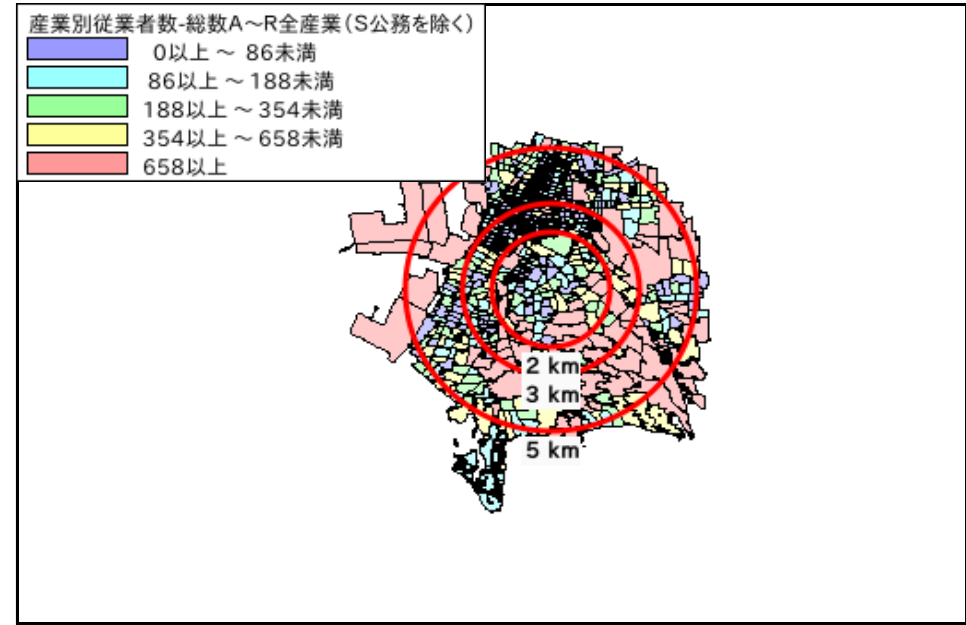 産業別従業者数-総数A～R全産業(S公務を除く)
0以上 ～ 86未満
86以上 ～ 188未満
188以上 ～ 354未満
354以上 ～ 658未満
658以上
2 km
3 km
5 km